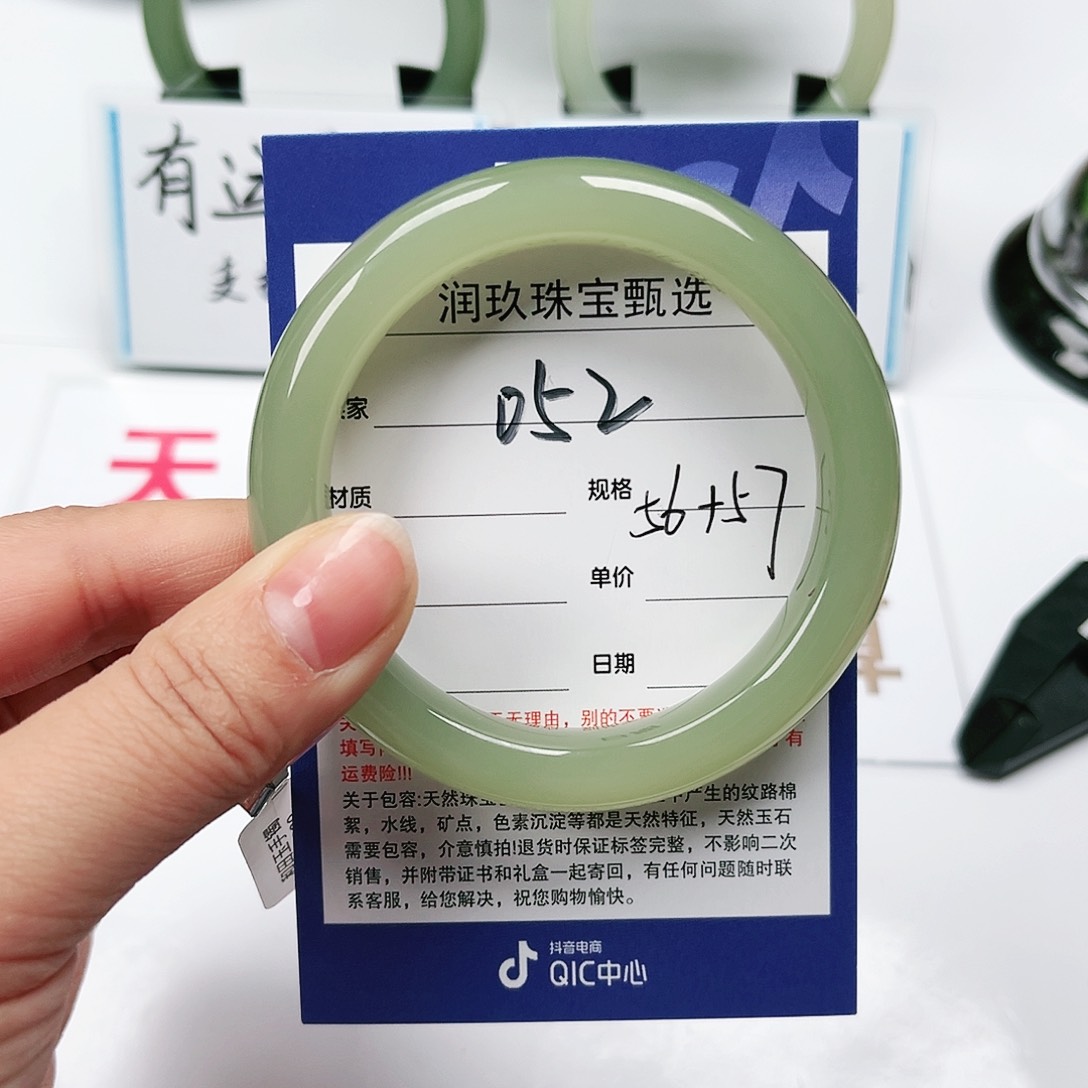 有运
支
润玖珠宝甄选
家
052
材质
规格 56+57
单价
天
日期
无理由，别的不要
填写
有
运费险!!!
关于包容:天然珠宝
产生的纹路棉
絮，水线，矿点，色素沉淀等都是天然特征，天然玉石
需要包容，介意慎拍!退货时保证标签完整，不影响二次
销售，并附带证书和礼盒一起寄回，有任何问题随时联
系客服，给您解决，祝您购物愉快。
抖音电商
QIC中心